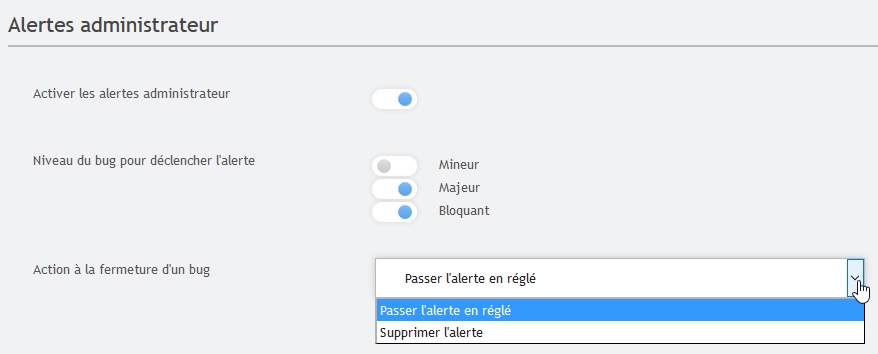 Alertes administrateur
Activer les alertes administrateur
Niveau du bug pour déclencher l'alerte
Mineur
Majeur
Bloquant
Action à la fermeture d'un bug
Passer l'alerte en réglé
Passer l'alerte en réglé
Supprimer l'alerte